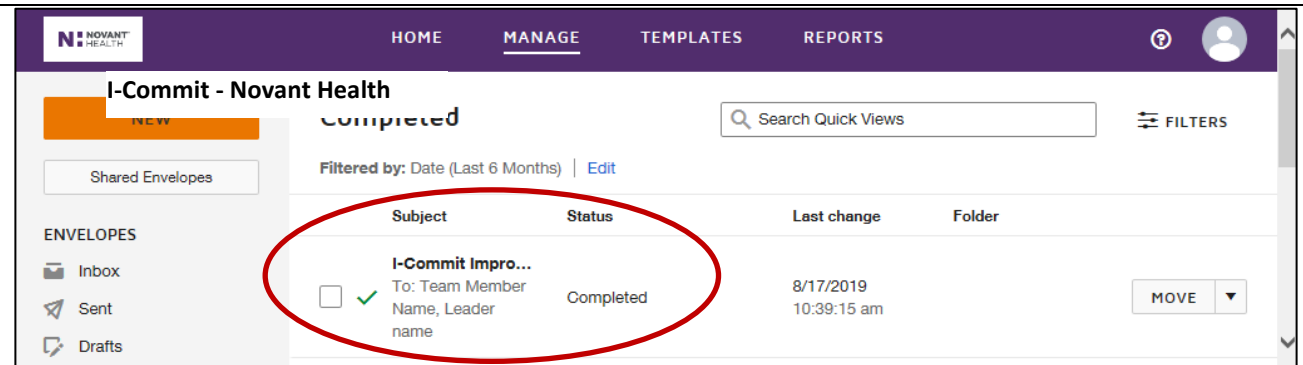 NOVANT
HEALTH
HOME MANAGE TEMPLATES REPORTS
I-Commit - Novant Health
NEW
Completed
Search Quick Views
FILTERS
Filtered by: Date (Last 6 Months) | Edit
Shared Envelopes
Subject Status Last change Folder
ENVELOPES
Inbox
Sent
Drafts
I-Commit Impro...
To: Team Member
Name, Leader
name
Completed
8/17/2019
10:39:15 am
MOVE